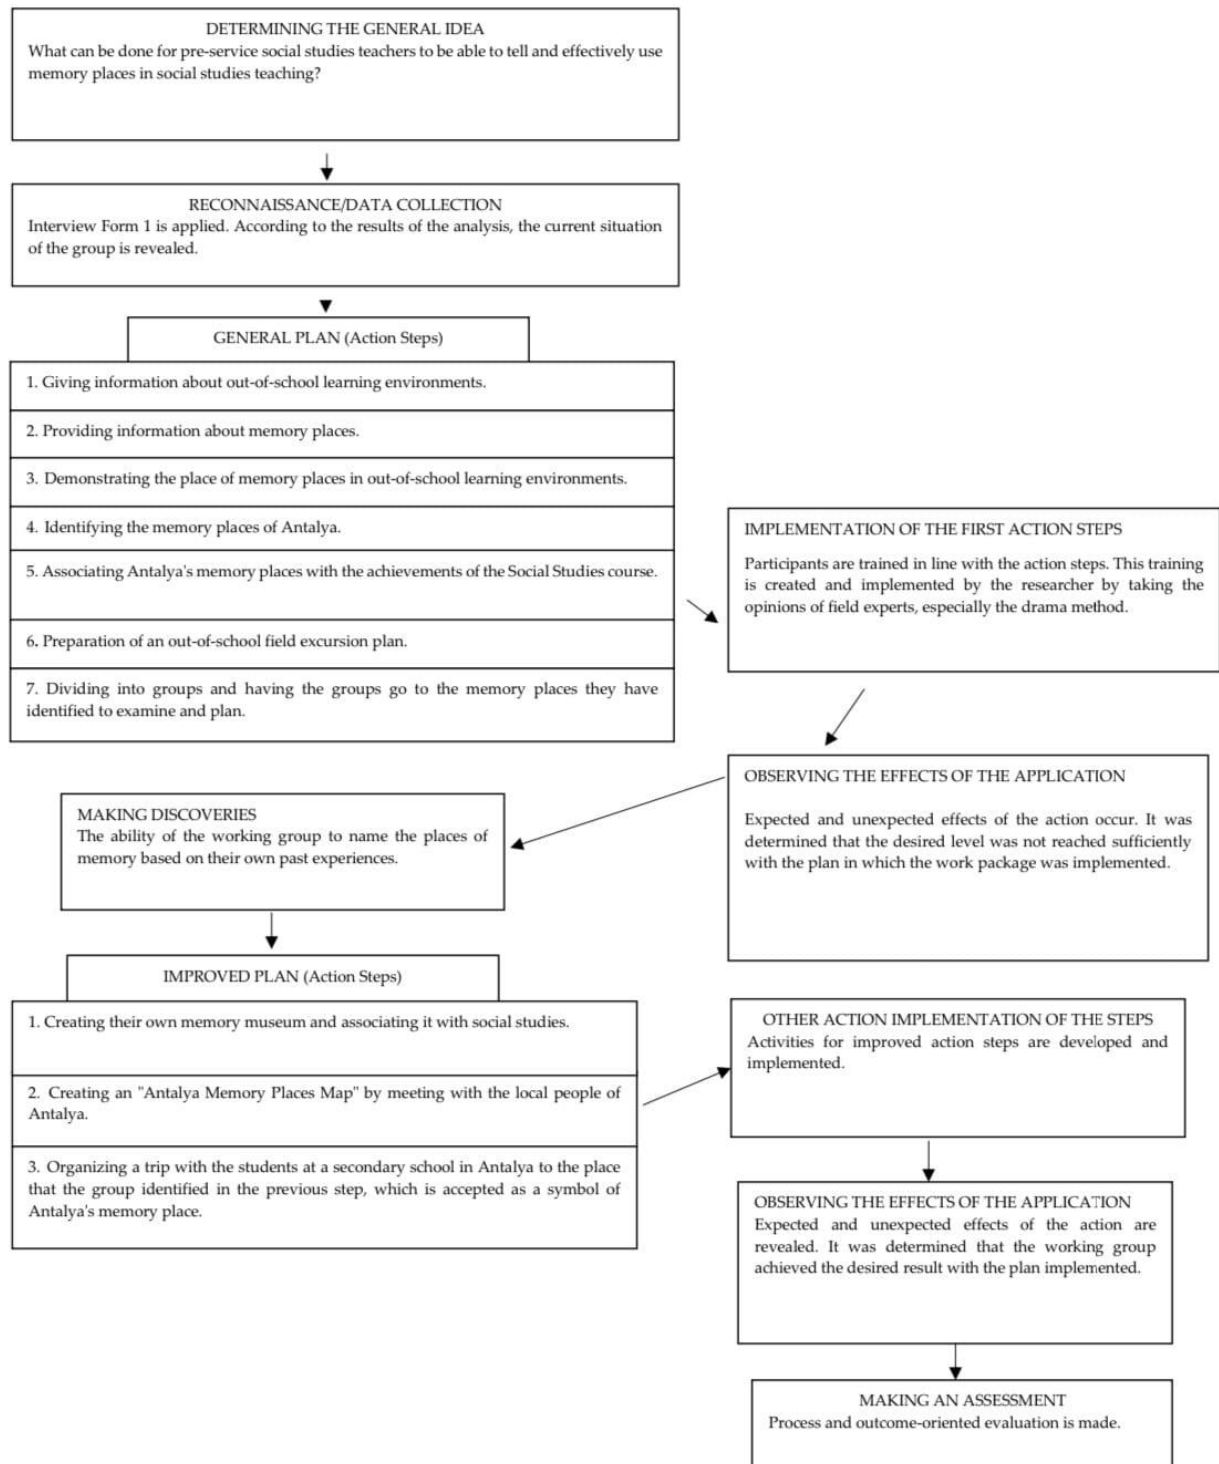 DETERMINING THE GENERAL IDEA
What can be done for pre-service social studies teachers to be able to tell and effectively use
memory places in social studies teaching?
RECONNAISSANCE/DATA COLLECTION
Interview Form 1 is applied. According to the results of the analysis, the current situation
of the group is revealed.
GENERAL PLAN (Action Steps)
1. Giving information about out-of-school learning environments.
2. Providing information about memory places.
3. Demonstrating the place of memory places in out-of-school learning environments.
4. Identifying the memory places of Antalya.
5. Associating Antalya's memory places with the achievements of the Social Studies course.
6. Preparation of an out-of-school field excursion plan.
7. Dividing into groups and having the groups go to the memory places they have
identified to examine and plan.
IMPLEMENTATION OF THE FIRST ACTION STEPS
Participants are trained in line with the action steps. This training
is created and implemented by the researcher by taking the
opinions of field experts, especially the drama method.
OBSERVING THE EFFECTS OF THE APPLICATION
Expected and unexpected effects of the action occur. It was
determined that the desired level was not reached sufficiently
with the plan in which the work package was implemented.
MAKING DISCOVERIES
The ability of the working group to name the places of
memory based on their own past experiences.
IMPROVED PLAN (Action Steps)
1. Creating their own memory museum and associating it with social studies.
2. Creating an "Antalya Memory Places Map" by meeting with the local people of
Antalya.
3. Organizing a trip with the students at a secondary school in Antalya to the place
that the group identified in the previous step, which is accepted as a symbol of
Antalya's memory place.
OTHER ACTION IMPLEMENTATION OF THE STEPS
Activities for improved action steps are developed and
implemented.
OBSERVING THE EFFECTS OF THE APPLICATION
Expected and unexpected effects of the action are
revealed. It was determined that the working group
achieved the desired result with the plan implemented.
MAKING AN ASSESSMENT
Process and outcome-oriented evaluation is made.